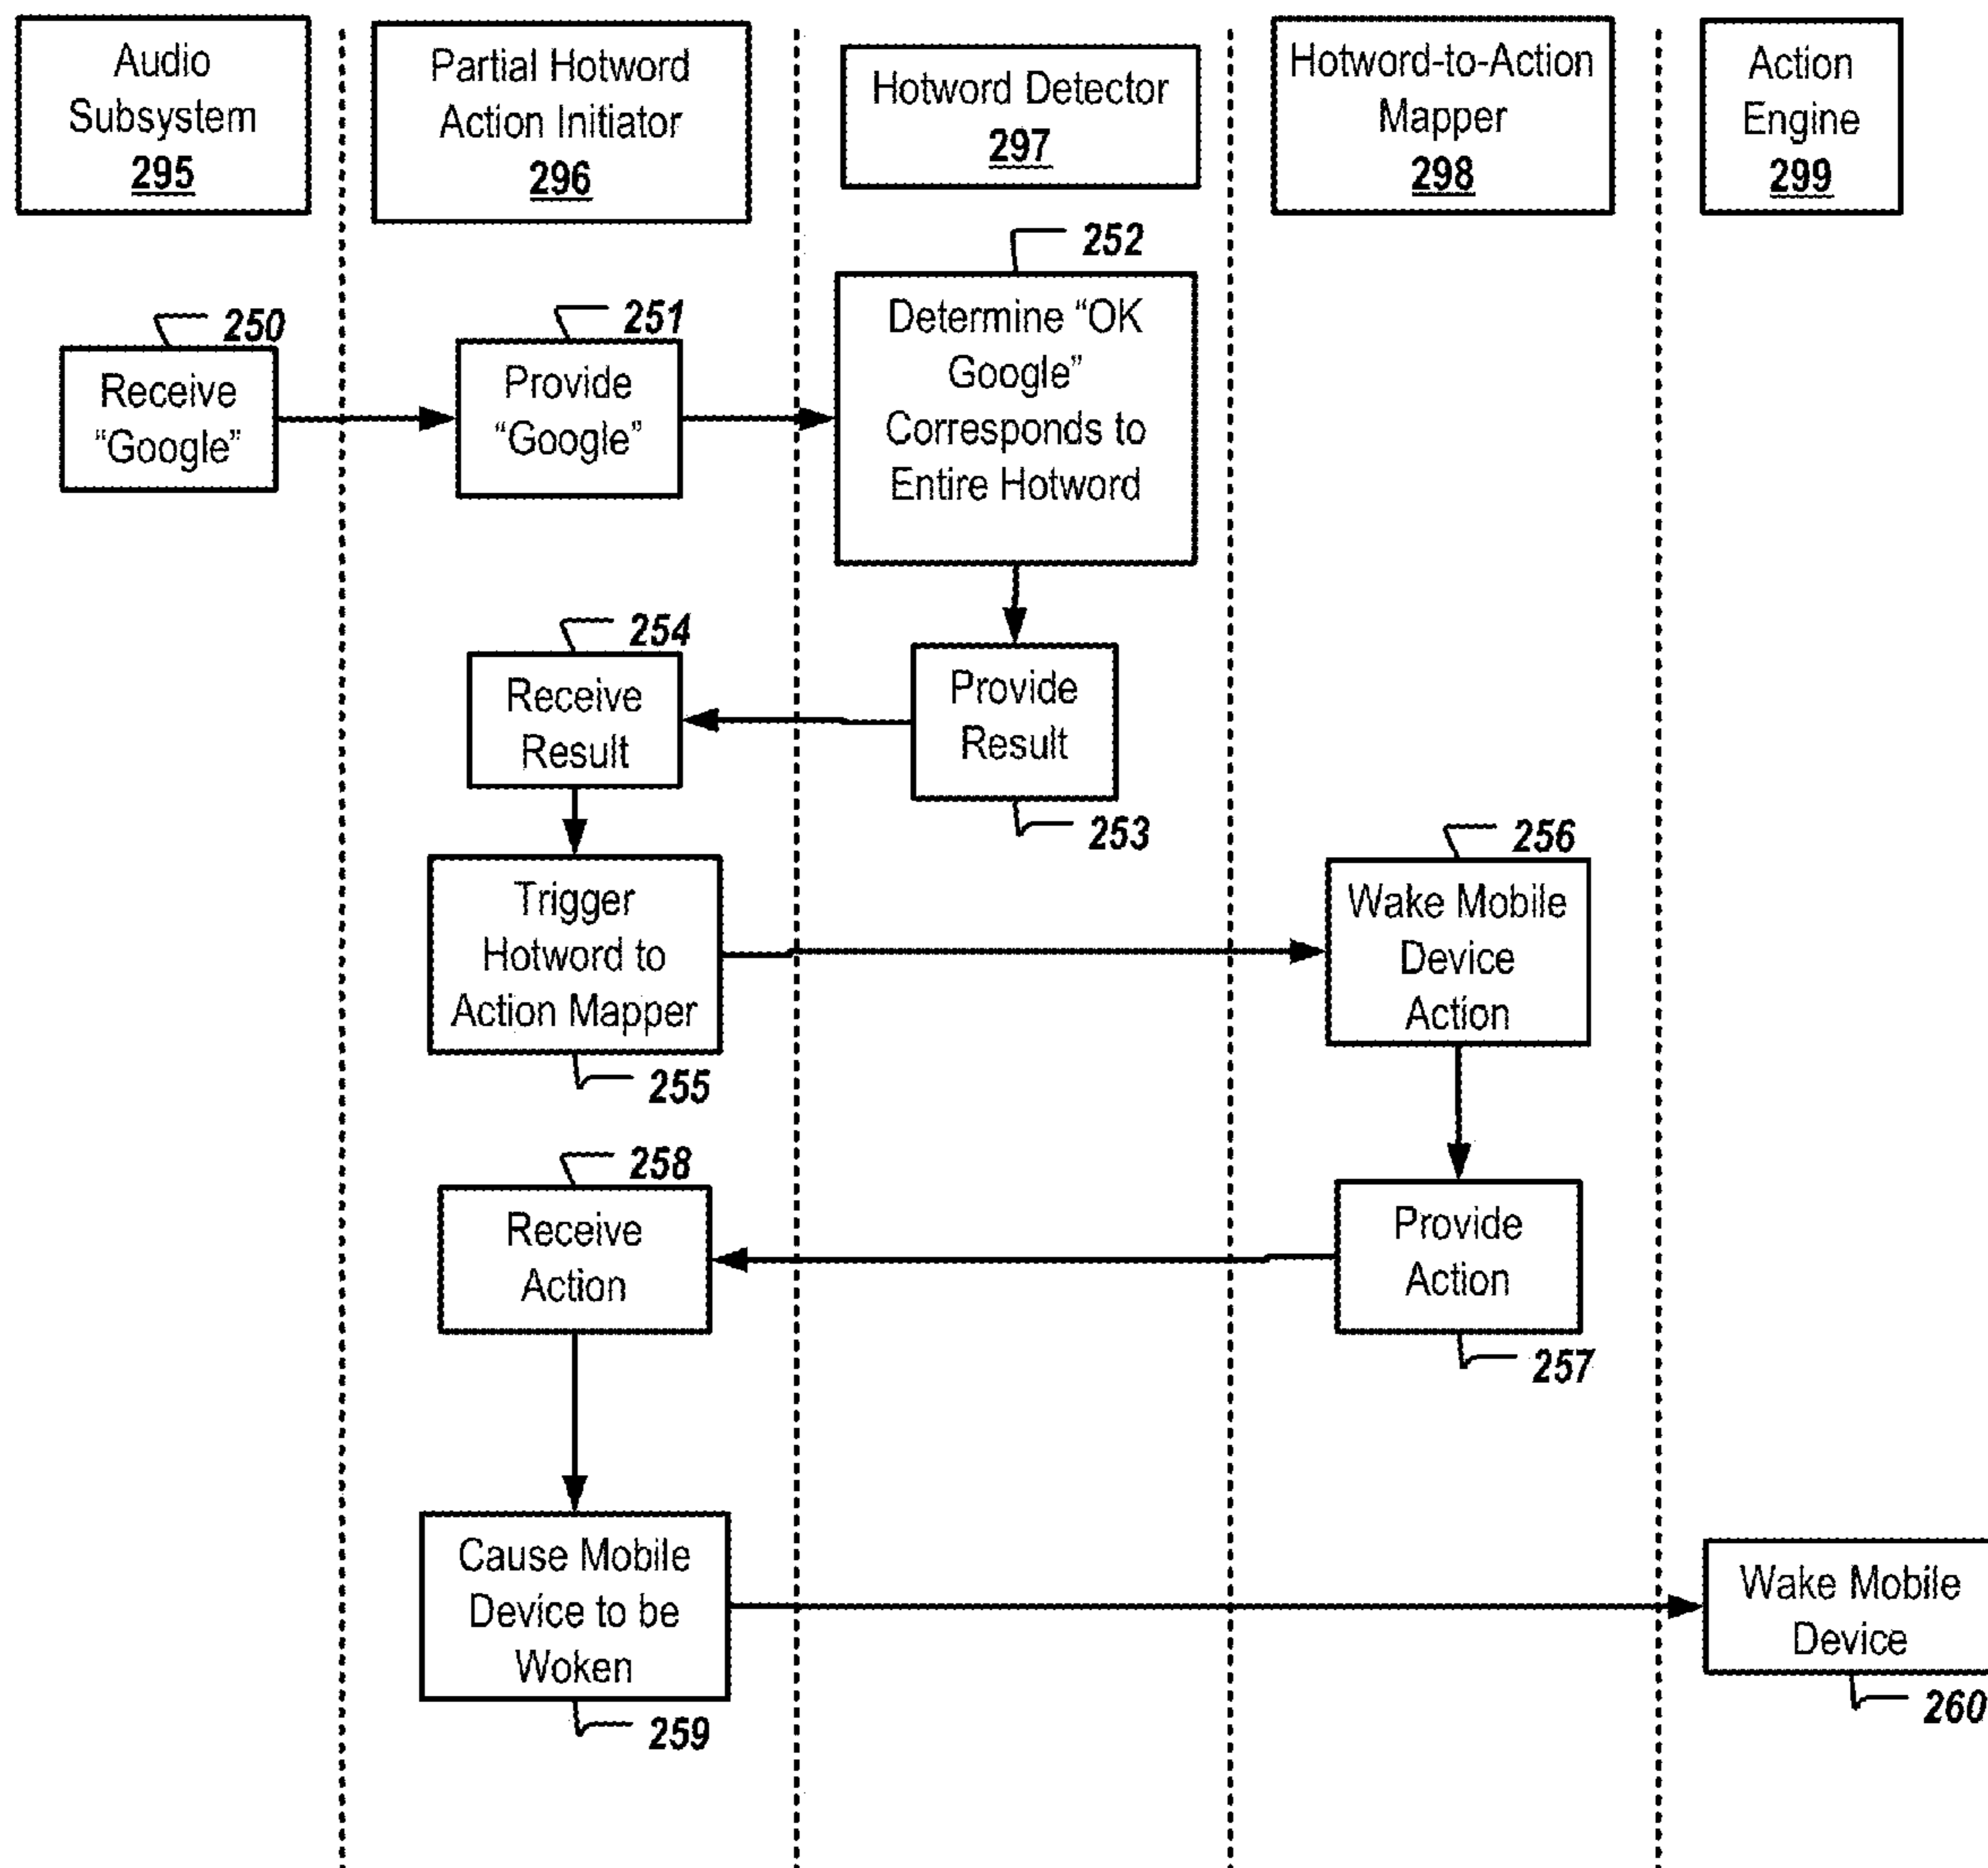 Audio
Subsystem
295
Partial Hotword
Action Initiator
296
Hotword Detector
297
Hotword-to-Action
Mapper
298
Action
Engine
299
250
Receive
“Google”
251
Provide
“Google”
252
Determine “OK
Google”
Corresponds to
Entire Hotword
254
Receive
Result
Provide
Result
253
Trigger
Hotword to
Action Mapper
255
256
Wake Mobile
Device
Action
258
Receive
Action
Provide
Action
257
Cause Mobile
Device to be
Woken
259
Wake Mobile
Device
260